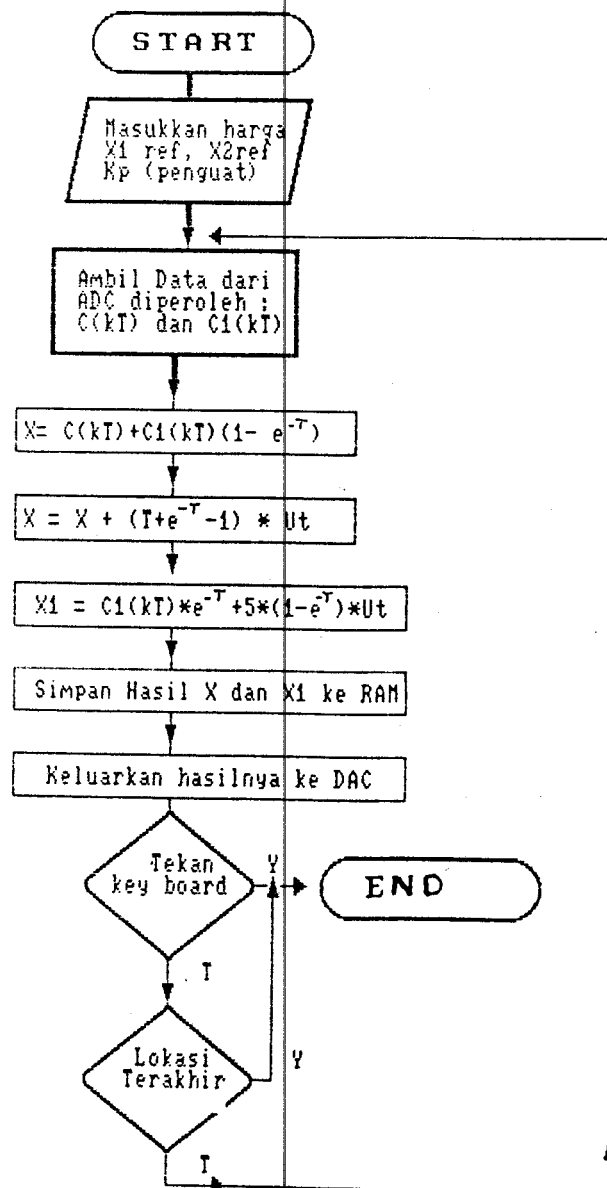 START
Masukkan harga
X1 ref, X2ref
Kp (penguat)
Ambil Data dari
ADC diperoleh :
C(kT) dan C1(kT)
X= C(kT)+C1(kT)(1- e^-T)
X = X + (T+e^-T-1) * Ut
X1 = C1(kT)*e^-T+5*(1-e^-T)*Ut
Simpan Hasil X dan X1 ke RAM
Keluarkan hasilnya ke DAC
Tekan
key board
Y
END
T
Lokasi
Terakhir
Y
T